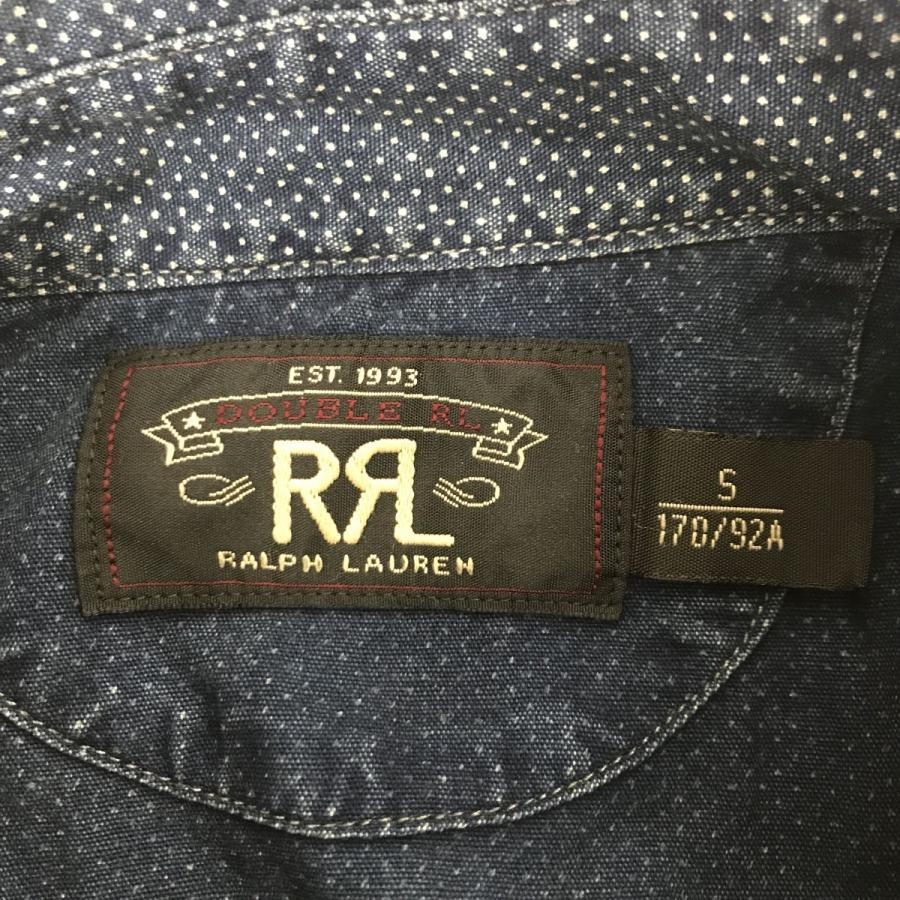 EST. 1993
DOUBLE RL
RRL
RALPH LAUREN
S
170/92A